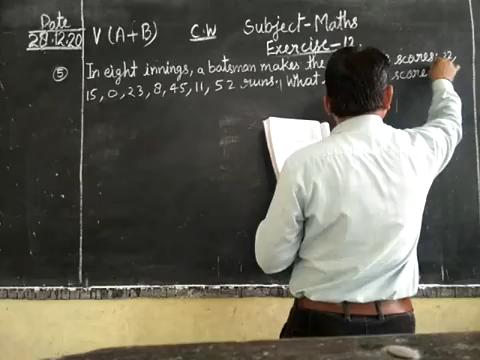 Date
28.12.20
V (A+B)
C.W
Subject-Maths
Exercise-12.
5 In eight innings, a batsman makes the scores: 22,
15, 0, 23, 8, 45, 11, 52 runs. What score